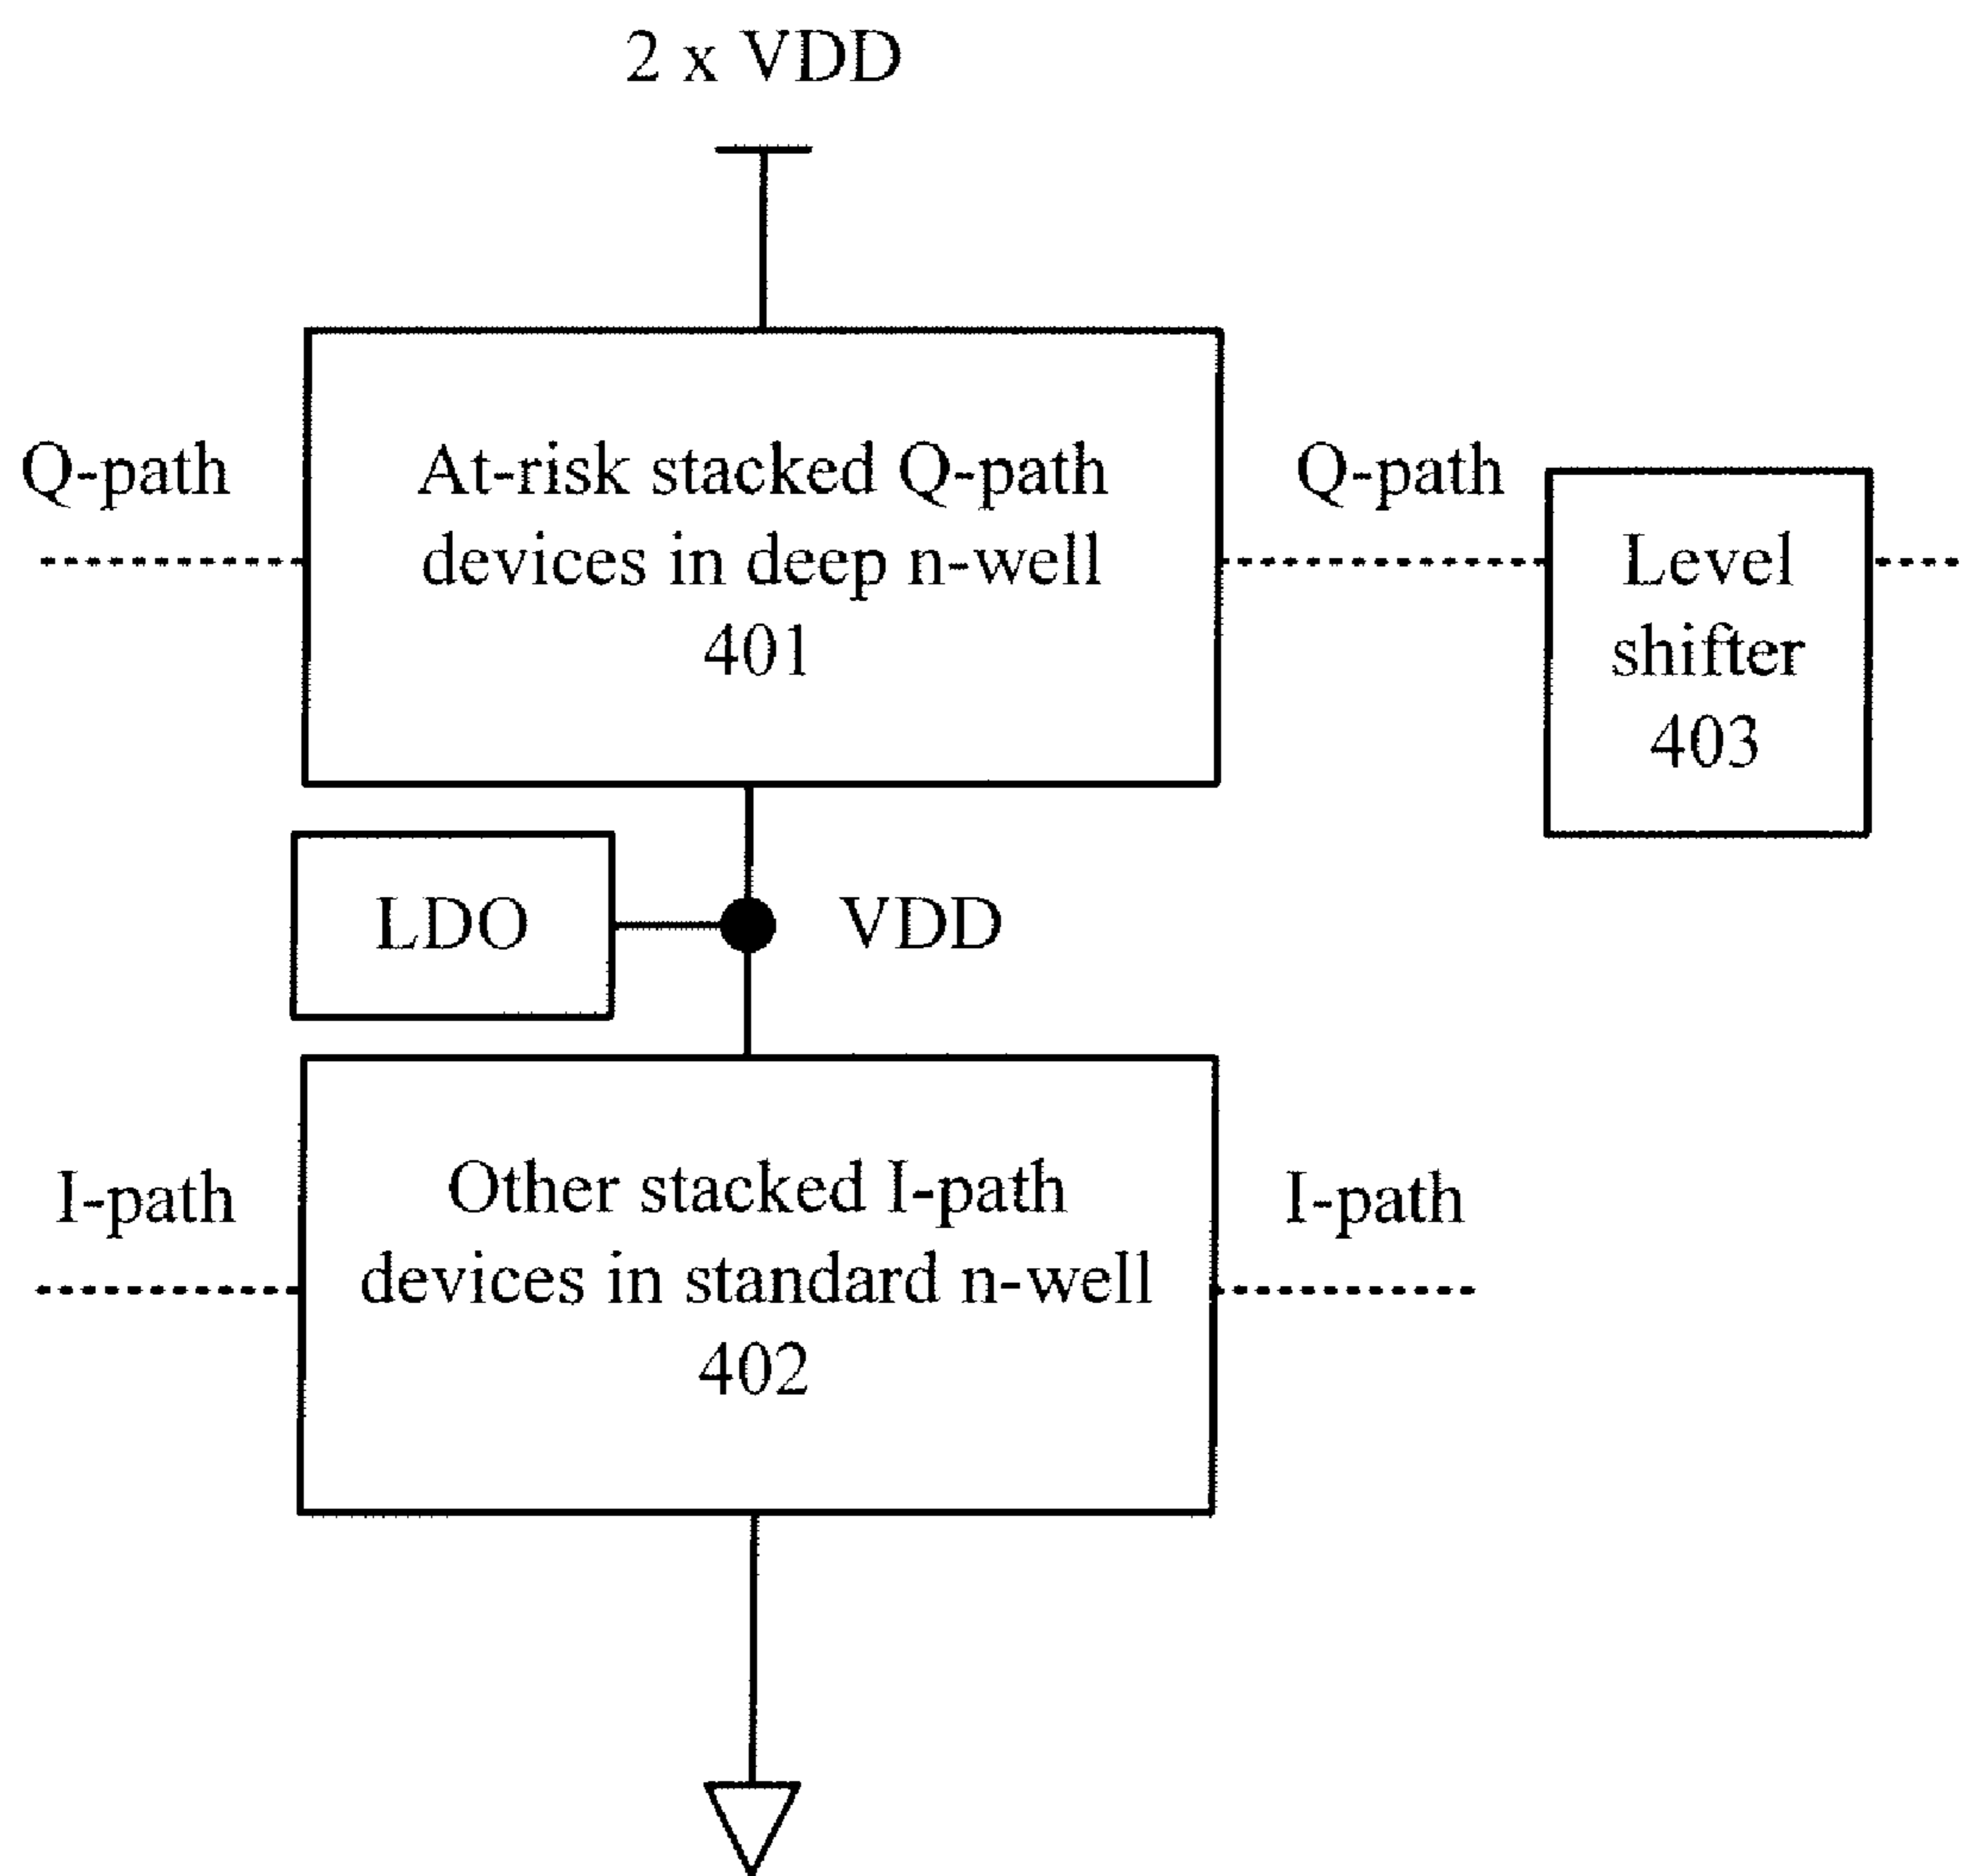 2 x VDD
Q-path
At-risk stacked Q-path
devices in deep n-well
401
Q-path
Level
shifter
403
LDO
VDD
I-path
Other stacked I-path
devices in standard n-well
402
I-path